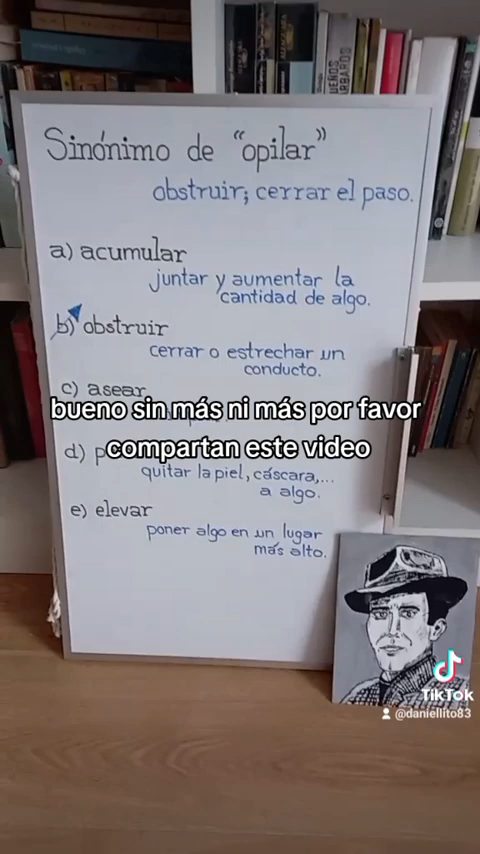 Sinónimo de "opilar"
obstruir; cerrar el paso.
a) acumular
juntar y aumentar la
cantidad de algo.
b) obstruir
cerrar o estrechar un
conducto.
c) asear
bueno sin más ni más por favor
compartan este video
d) p
quitar la piel, cáscara,...
a algo.
e) elevar
poner algo en un lugar
más alto.
TikTok
@daniellito83